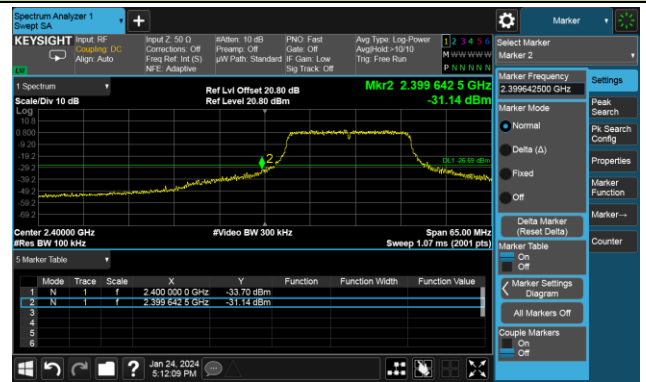 Spectrum Analyzer 1
Swept SA
Marker
KEYSIGHT
Input: RF
Coupling: DC
Align: Auto
Input Z: 50 Ω
Corrections: Off
Freq Ref: Int (S)
NFE: Adaptive
#Atten: 10 dB
Preamp: Off
µW Path: Standard
PNO: Fast
Gate: Off
IF Gain: Low
Sig Track: Off
Avg Type: Log-Power
Avg|Hold:>10/10
Trig: Free Run
1 2 3 4 5 6
M W W W W W
P N N N N N
Select Marker
Marker 2
LW
1 Spectrum
Scale/Div 10 dB
Log
Ref Lvl Offset 20.80 dB
Ref Level 20.80 dBm
Mkr2 2.399 642 5 GHz
-31.14 dBm
10.8
0.800
-9.20
-19.2
-29.2
-39.2
-49.2
-59.2
-69.2
2
DL1 -26.69 dBm
Center 2.40000 GHz
#Res BW 100 kHz
#Video BW 300 kHz
Span 65.00 MHz
Sweep 1.07 ms (2001 pts)
5 Marker Table
Mode Trace Scale X Y Function Function Width Function Value
1 N 1 f 2.400 000 0 GHz -33.70 dBm
2 N 1 f 2.399 642 5 GHz -31.14 dBm
3
4
5
6
Marker Frequency
2.399642500 GHz
Marker Mode
Normal
Delta (Δ)
Fixed
Off
Delta Marker
(Reset Delta)
Marker Table
On
Off
Marker Settings
Diagram
All Markers Off
Couple Markers
On
Off
Settings
Peak
Search
Pk Search
Config
Properties
Marker
Function
Marker→
Counter
?
Jan 24, 2024
5:12:09 PM